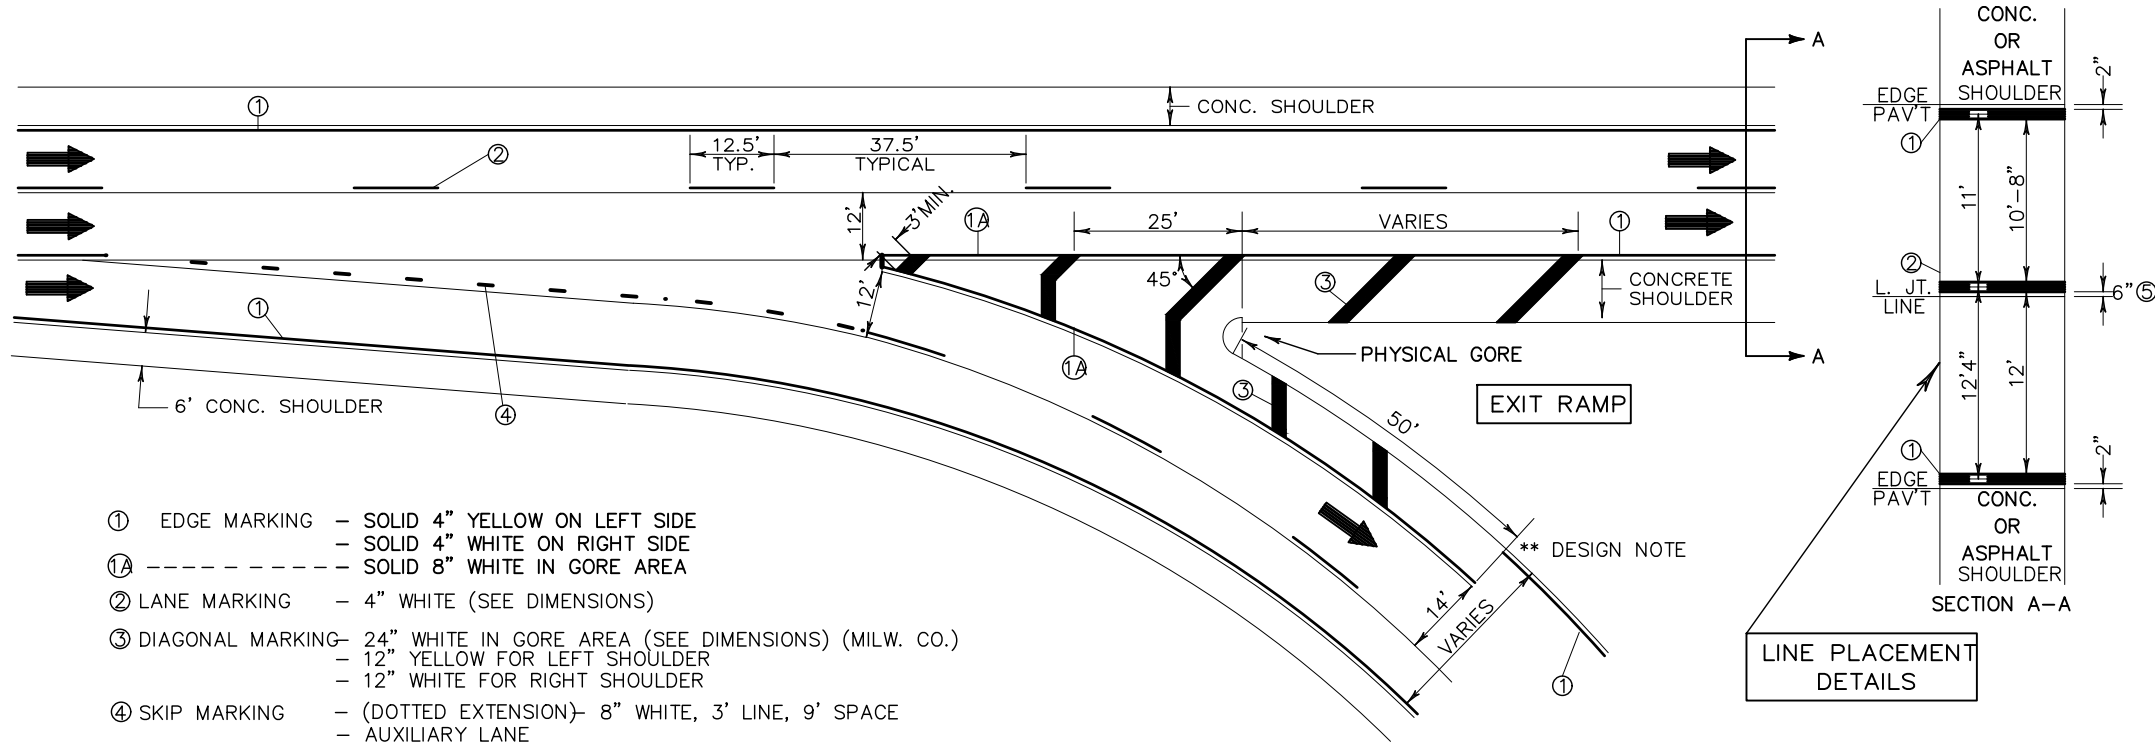 CONC. SHOULDER
①
12.5'
TYP.
37.5'
TYPICAL
②
3' MIN.
12'
1A
25'
VARIES
①
45°
③
CONCRETE
SHOULDER
12'
①
④
6' CONC. SHOULDER
1A
PHYSICAL GORE
③
EXIT RAMP
50'
** DESIGN NOTE
14'
VARIES
①
A
A
① EDGE MARKING – SOLID 4" YELLOW ON LEFT SIDE
– SOLID 4" WHITE ON RIGHT SIDE
1A – – – – – – – – – – – SOLID 8" WHITE IN GORE AREA
② LANE MARKING – 4" WHITE (SEE DIMENSIONS)
③ DIAGONAL MARKING – 24" WHITE IN GORE AREA (SEE DIMENSIONS) (MILW. CO.)
– 12" YELLOW FOR LEFT SHOULDER
– 12" WHITE FOR RIGHT SHOULDER
④ SKIP MARKING – (DOTTED EXTENSION)– 8" WHITE, 3' LINE, 9' SPACE
– AUXILIARY LANE
CONC.
OR
ASPHALT
SHOULDER
EDGE
PAV'T
2"
①
11'
10'-8"
②
L. JT.
LINE
6" ⑤
12'4"
12'
①
EDGE
PAV'T
2"
CONC.
OR
ASPHALT
SHOULDER
SECTION A-A
LINE PLACEMENT
DETAILS